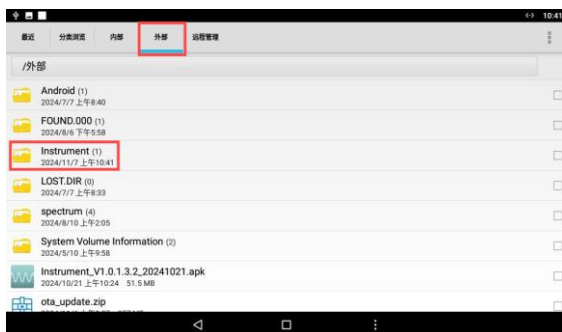 10:41
最近 分类浏览 内部 外部 远程管理
/外部
Android (1)
2024/7/7 上午8:40
FOUND.000 (1)
2024/8/6 下午5:58
Instrument (1)
2024/11/7 上午10:41
LOST.DIR (0)
2024/7/7 上午8:33
spectrum (4)
2024/8/10 上午2:05
System Volume Information (2)
2024/5/10 上午9:58
Instrument_V1.0.1.3.2_20241021.apk
2024/10/21 上午10:24 51.5 MB
ota_update.zip